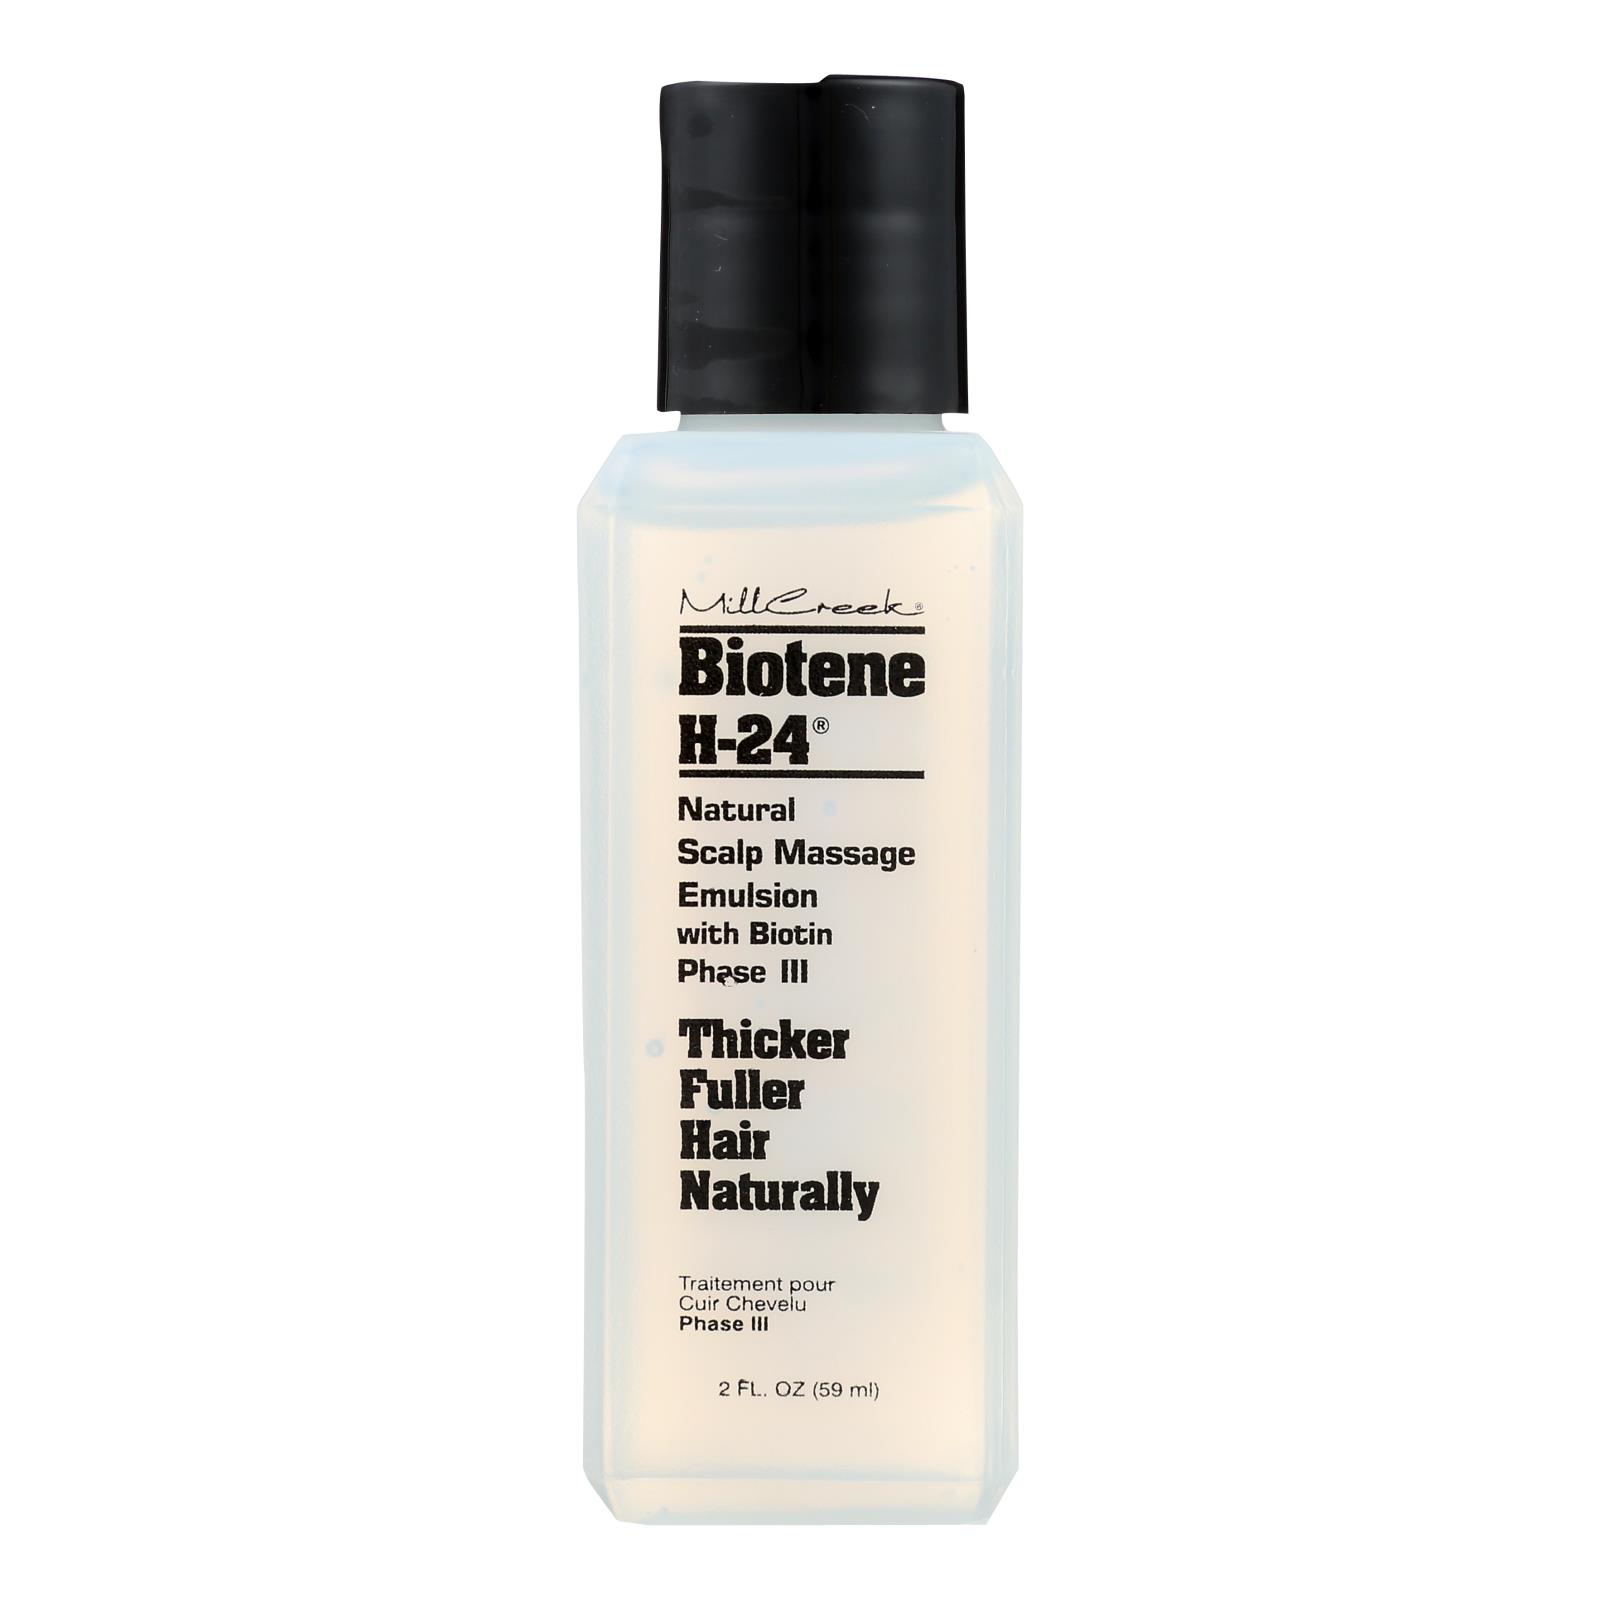 MillCreek®
Biotene
H-24®
Natural
Scalp Massage
Emulsion
with Biotin
Phase III
Thicker
Fuller
Hair
Naturally
Traitement pour
Cuir Chevelu
Phase III
2 FL. OZ (59 ml)